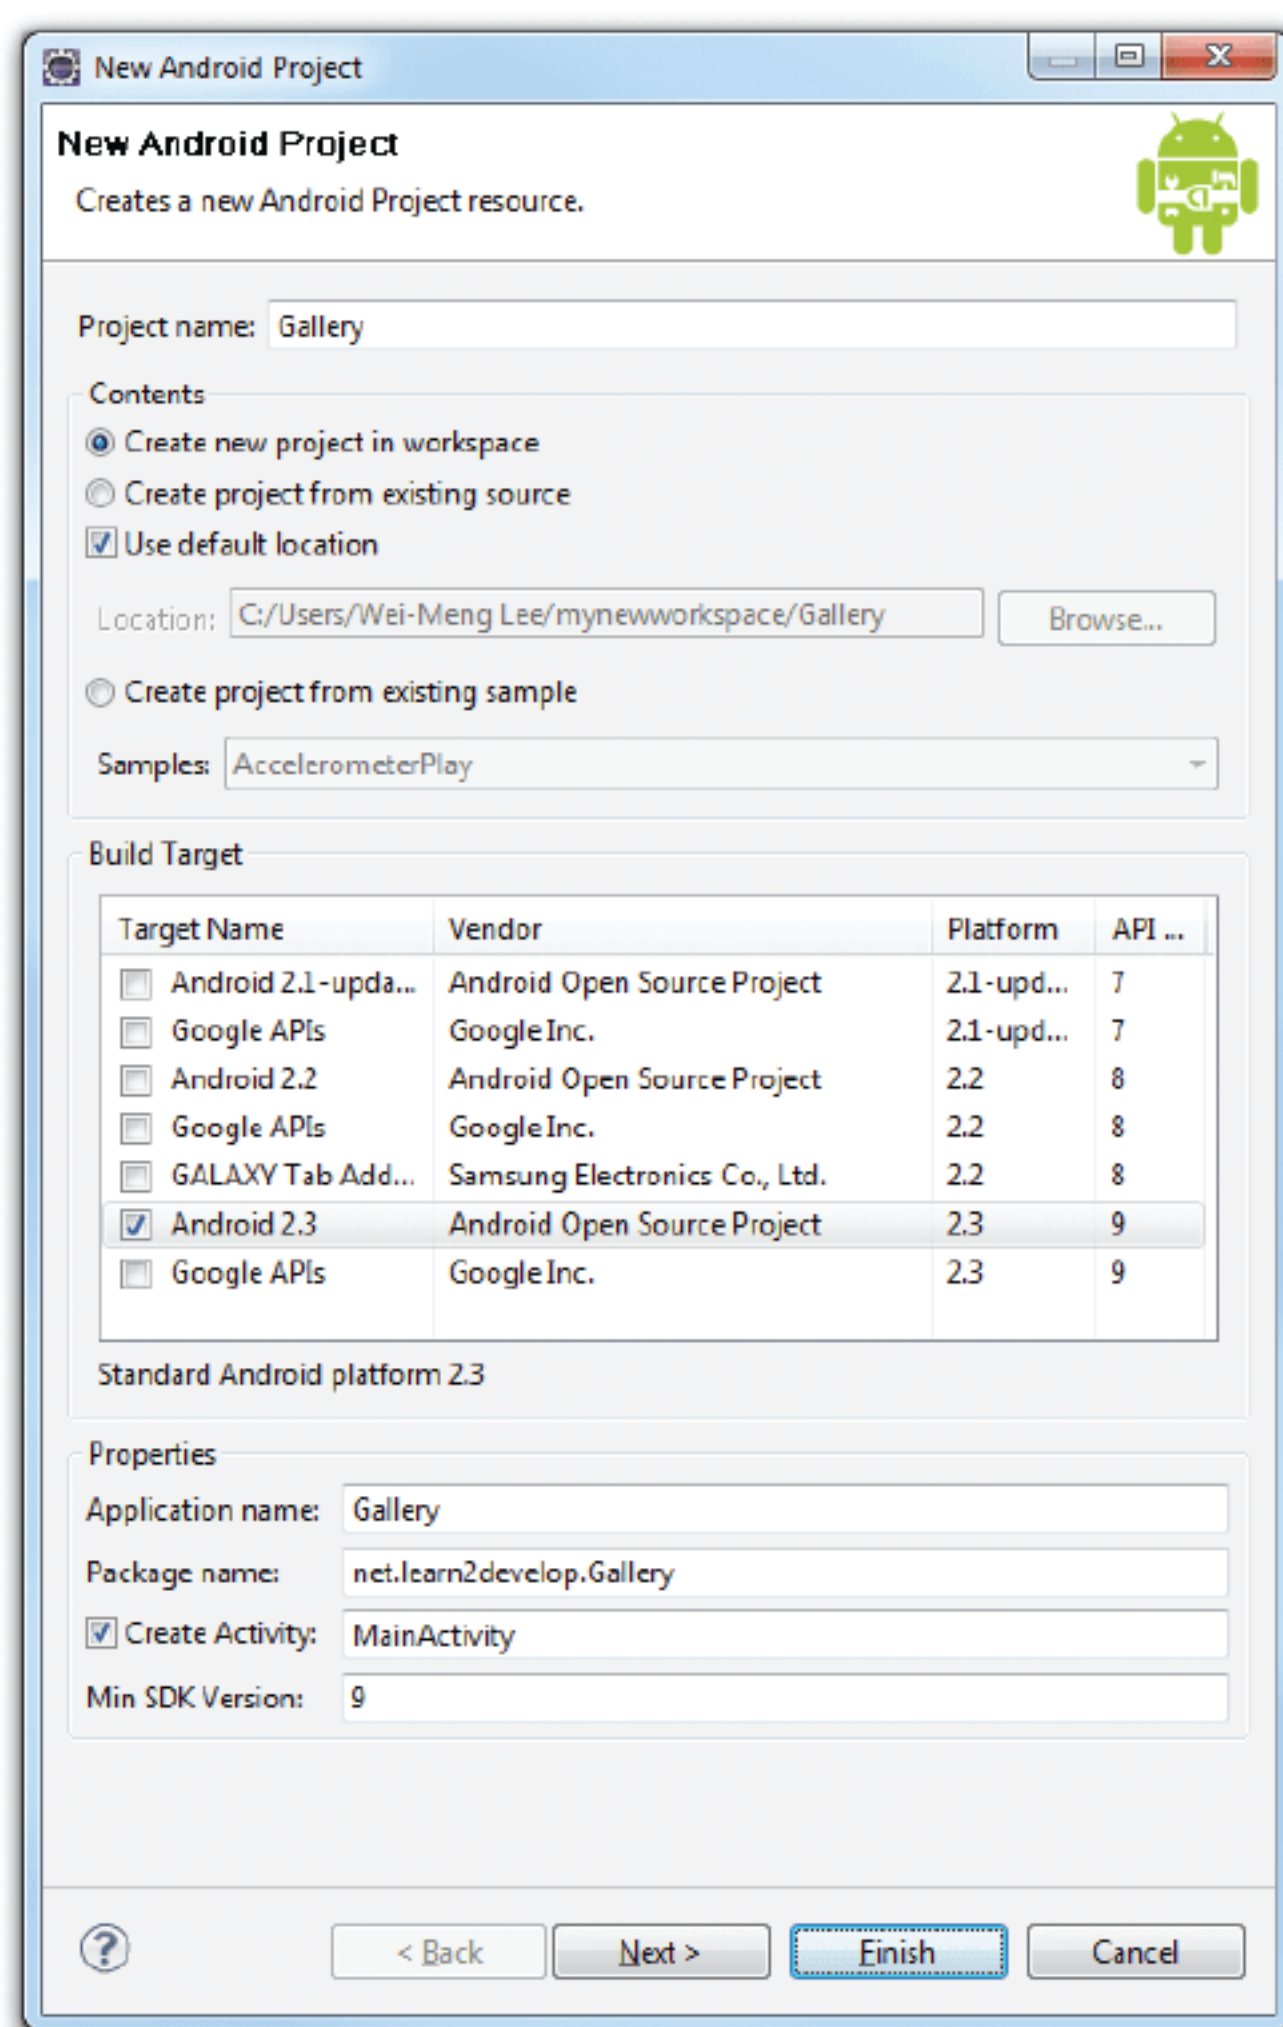 New Android Project
New Android Project
Creates a new Android Project resource.
Project name: Gallery
Contents
Create new project in workspace
Create project from existing source
Use default location
Location: C:/Users/Wei-Meng Lee/mynewworkspace/Gallery Browse...
Create project from existing sample
Samples: AccelerometerPlay
Build Target
Target Name Vendor Platform API ...
Android 2.1-upda... Android Open Source Project 2.1-upd... 7
Google APIs Google Inc. 2.1-upd... 7
Android 2.2 Android Open Source Project 2.2 8
Google APIs Google Inc. 2.2 8
GALAXY Tab Add... Samsung Electronics Co., Ltd. 2.2 8
Android 2.3 Android Open Source Project 2.3 9
Google APIs Google Inc. 2.3 9
Standard Android platform 2.3
Properties
Application name: Gallery
Package name: net.learn2develop.Gallery
Create Activity: MainActivity
Min SDK Version: 9
? < Back Next > Finish Cancel